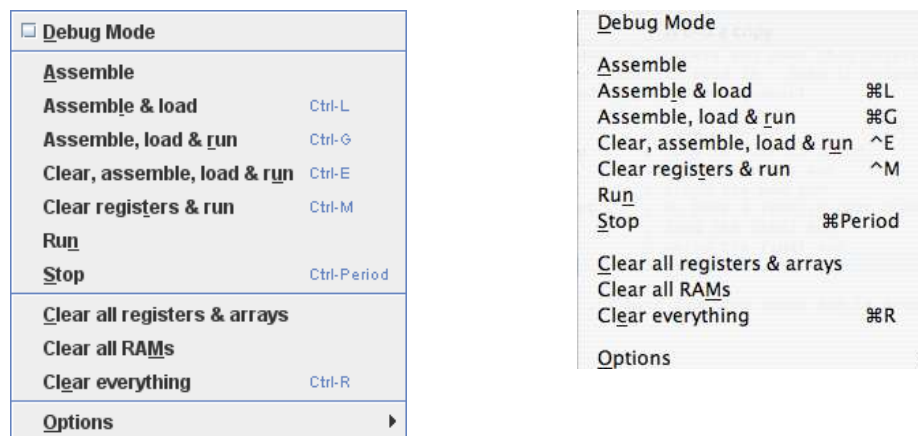 Debug Mode
Assemble
Assemble & load Ctrl-L
Assemble, load & run Ctrl-G
Clear, assemble, load & run Ctrl-E
Clear registers & run Ctrl-M
Run
Stop Ctrl-Period
Clear all registers & arrays
Clear all RAMs
Clear everything Ctrl-R
Options
Debug Mode
Assemble
Assemble & load ⌘L
Assemble, load & run ⌘G
Clear, assemble, load & run ^E
Clear registers & run ^M
Run
Stop ⌘Period
Clear all registers & arrays
Clear all RAMs
Clear everything ⌘R
Options